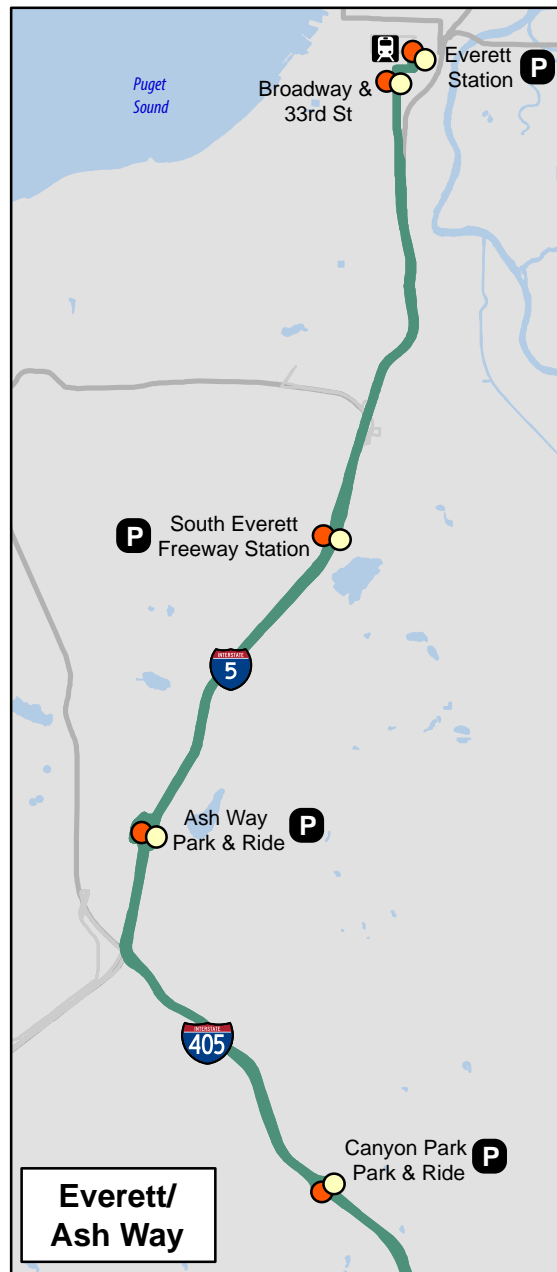 Everett
Station
P
Broadway &
33rd St
Puget
Sound
P
South Everett
Freeway Station
INTERSTATE
5
Ash Way
Park & Ride
P
INTERSTATE
405
Canyon Park
Park & Ride
P
Everett/
Ash Way